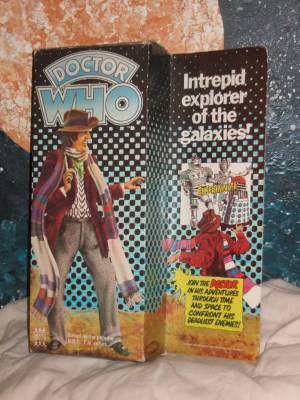 DOCTOR
WHO
Intrepid
explorer
of the
galaxies!
JOIN THE DOCTOR
IN HIS ADVENTURES
THROUGH TIME
AND SPACE TO
CONFRONT HIS
DEADLIEST ENEMIES!
B.B.C. T.V. series